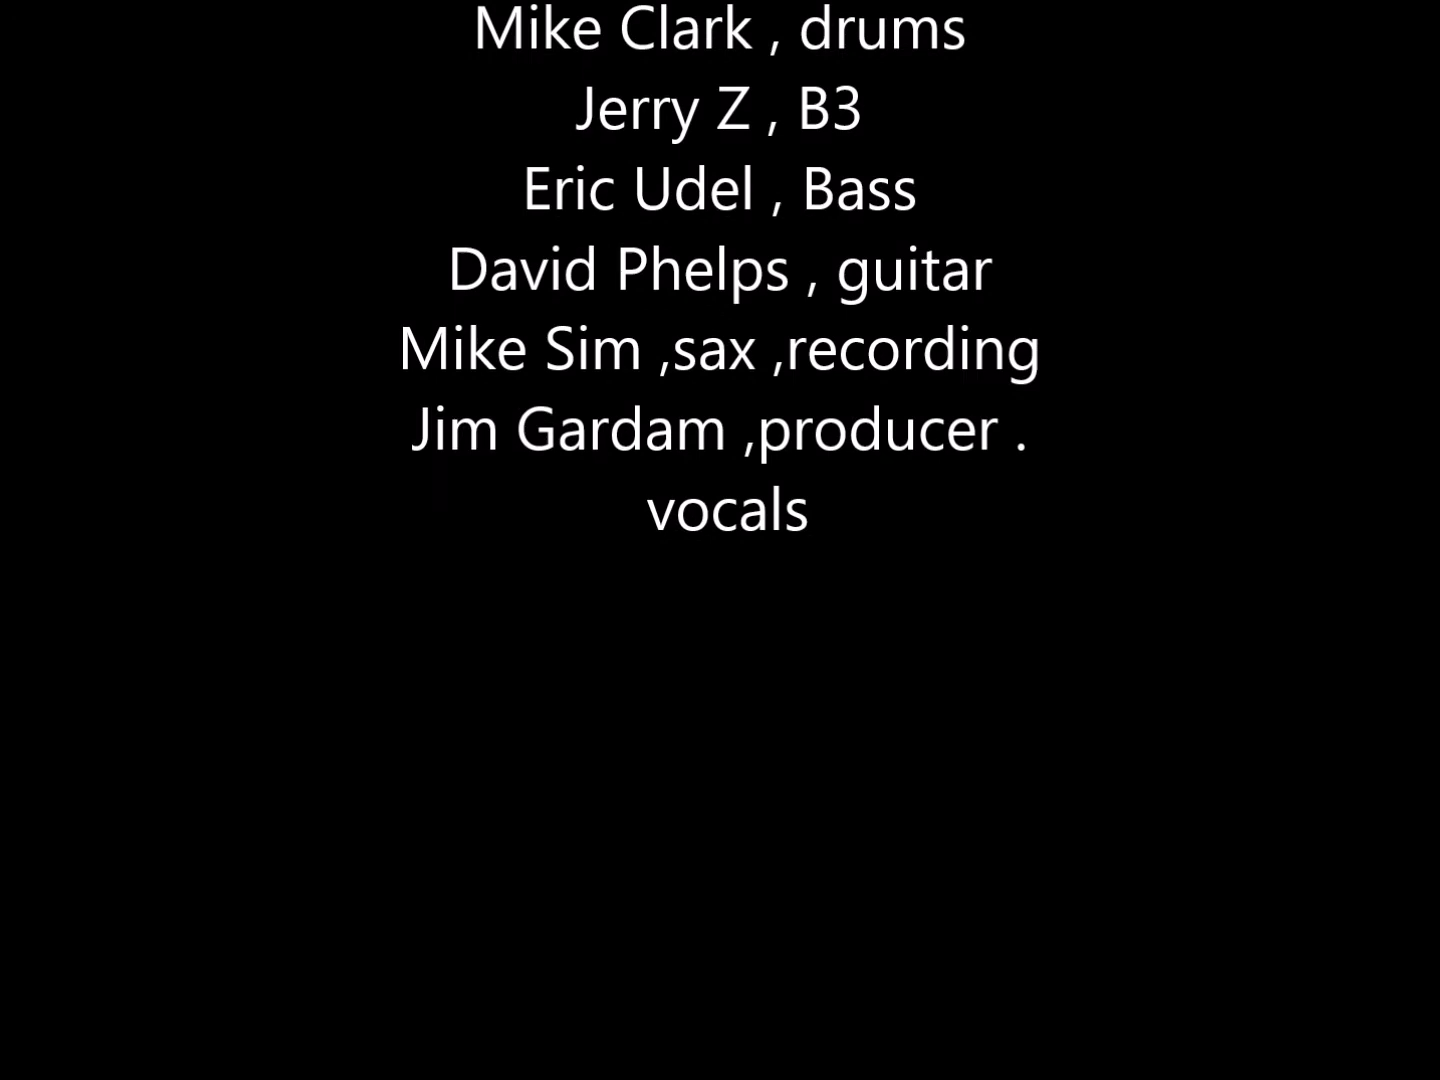 Mike Clark , drums
Jerry Z , B3
Eric Udel , Bass
David Phelps , guitar
Mike Sim ,sax ,recording
Jim Gardam ,producer .
vocals